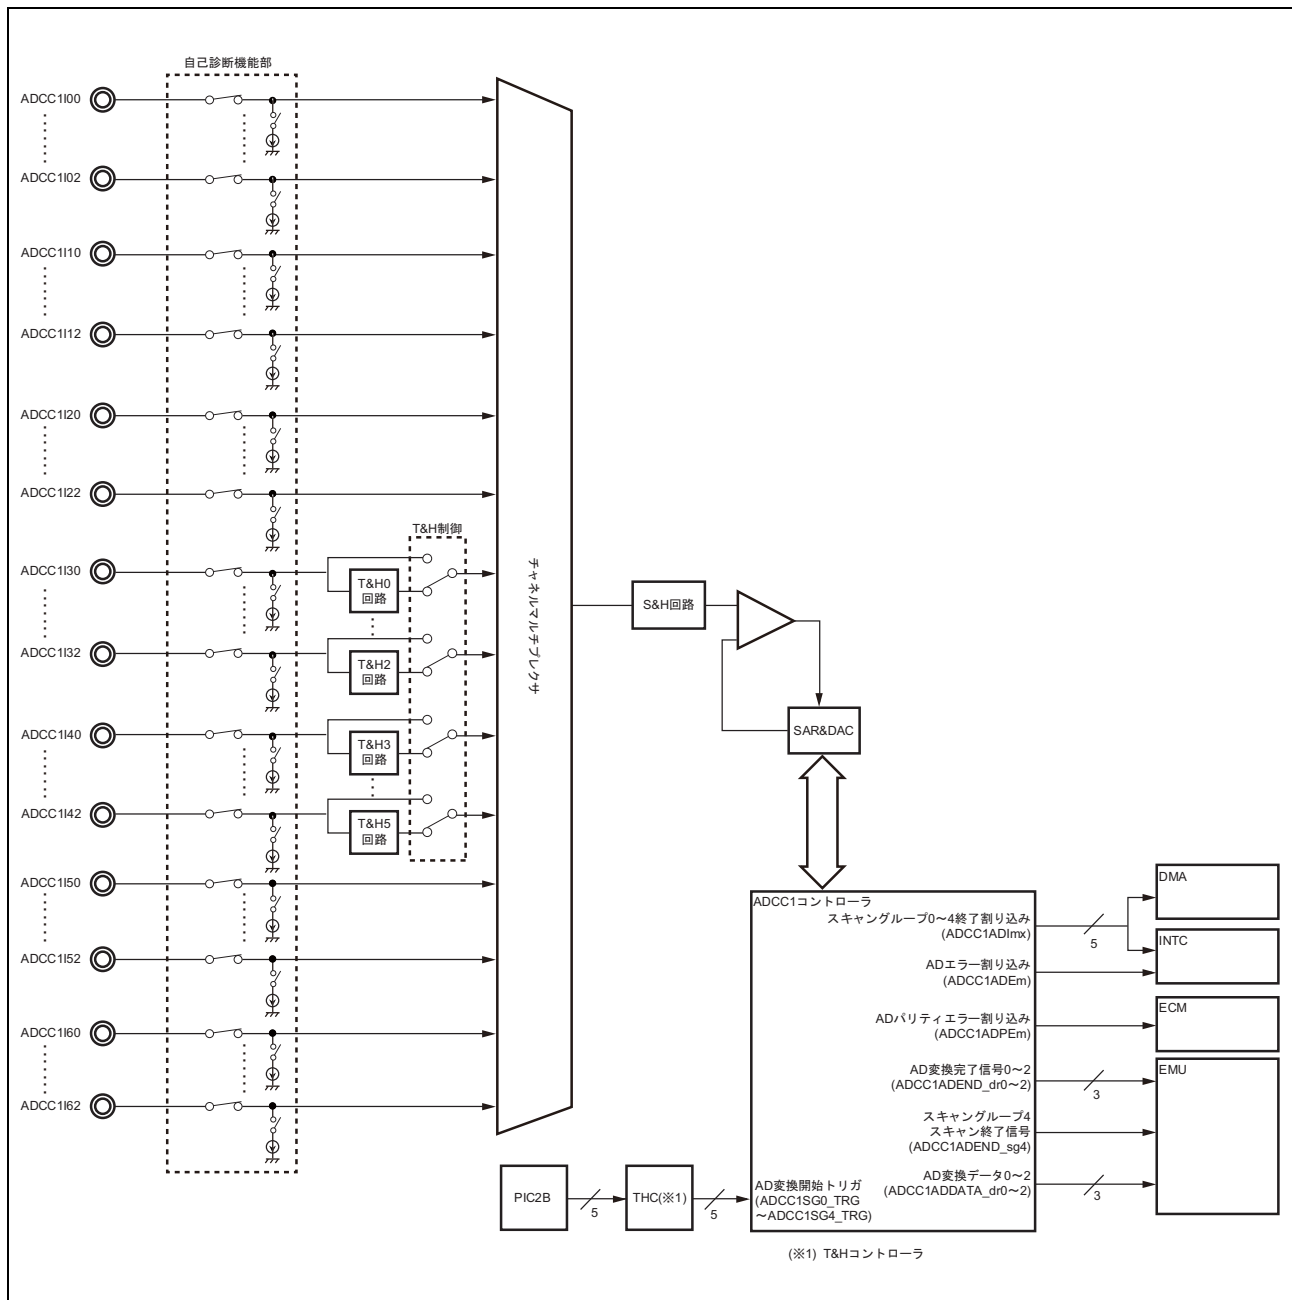 自己診断機能部
ADCC1I00
ADCC1I02
ADCC1I10
ADCC1I12
ADCC1I20
ADCC1I22
T&H制御
ADCC1I30
T&H0
回路
ADCC1I32
T&H2
回路
ADCC1I40
T&H3
回路
ADCC1I42
T&H5
回路
ADCC1I50
ADCC1I52
ADCC1I60
ADCC1I62
チャネルマルチプレクサ
S&H回路
SAR&DAC
ADCC1コントローラ
スキャングループ0～4終了割り込み
(ADCC1ADImx)
5
DMA
INTC
ADエラー割り込み
(ADCC1ADEm)
ADパリティエラー割り込み
(ADCC1ADPEm)
ECM
AD変換完了信号0～2
(ADCC1ADEND_dr0～2)
3
EMU
スキャングループ4
スキャン終了信号
(ADCC1ADEND_sg4)
AD変換データ0～2
(ADCC1ADDATA_dr0～2)
3
PIC2B
5
THC(※1)
5
AD変換開始トリガ
(ADCC1SG0_TRG
～ADCC1SG4_TRG)
(※1) T&Hコントローラ